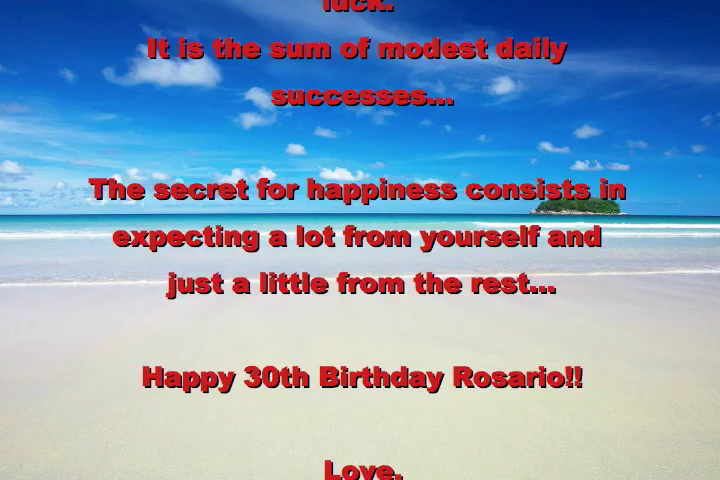 luck.
It is the sum of modest daily
successes...
The secret for happiness consists in
expecting a lot from yourself and
just a little from the rest...
Happy 30th Birthday Rosario!!
Love,